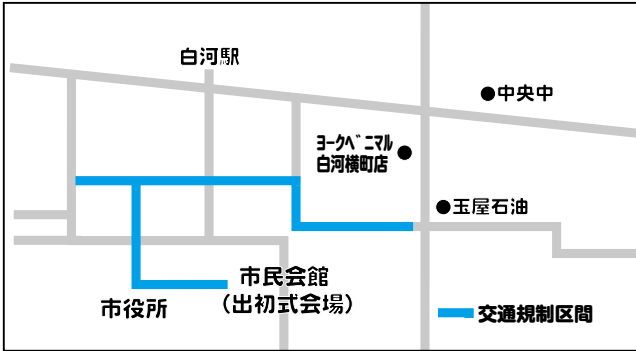 白河駅
●中央中
ヨークベニマル
白河横町店
●玉屋石油
市民会館
（出初式会場）
市役所
交通規制区間